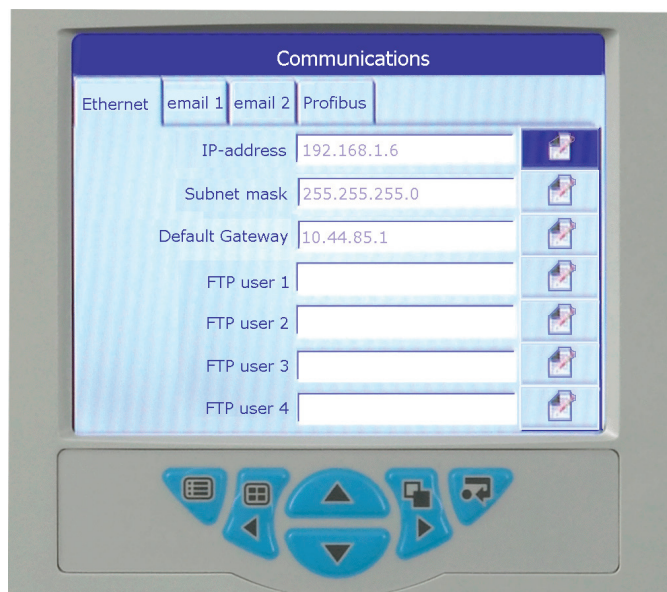 Communications
Ethernet email 1 email 2 Profibus
IP-address 192.168.1.6
Subnet mask 255.255.255.0
Default Gateway 10.44.85.1
FTP user 1
FTP user 2
FTP user 3
FTP user 4